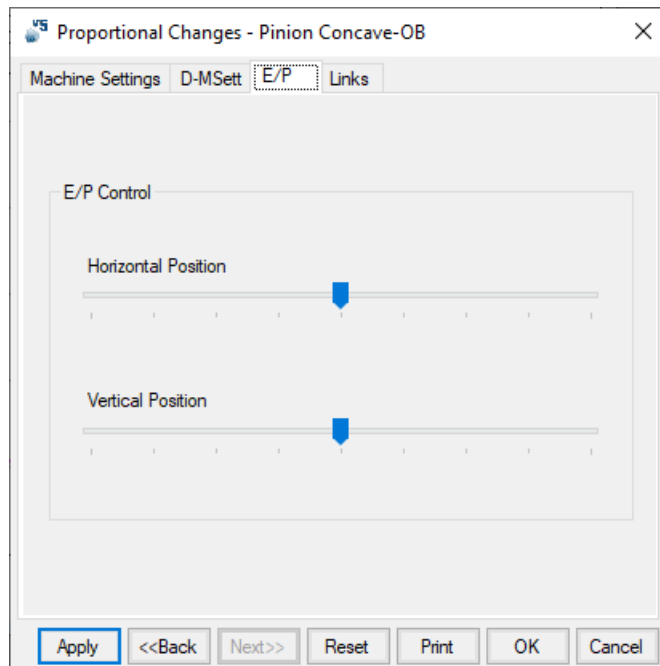 V5 Proportional Changes - Pinion Concave-OB
Machine Settings D-MSett E/P Links
E/P Control
Horizontal Position
Vertical Position
Apply <<Back Next>> Reset Print OK Cancel